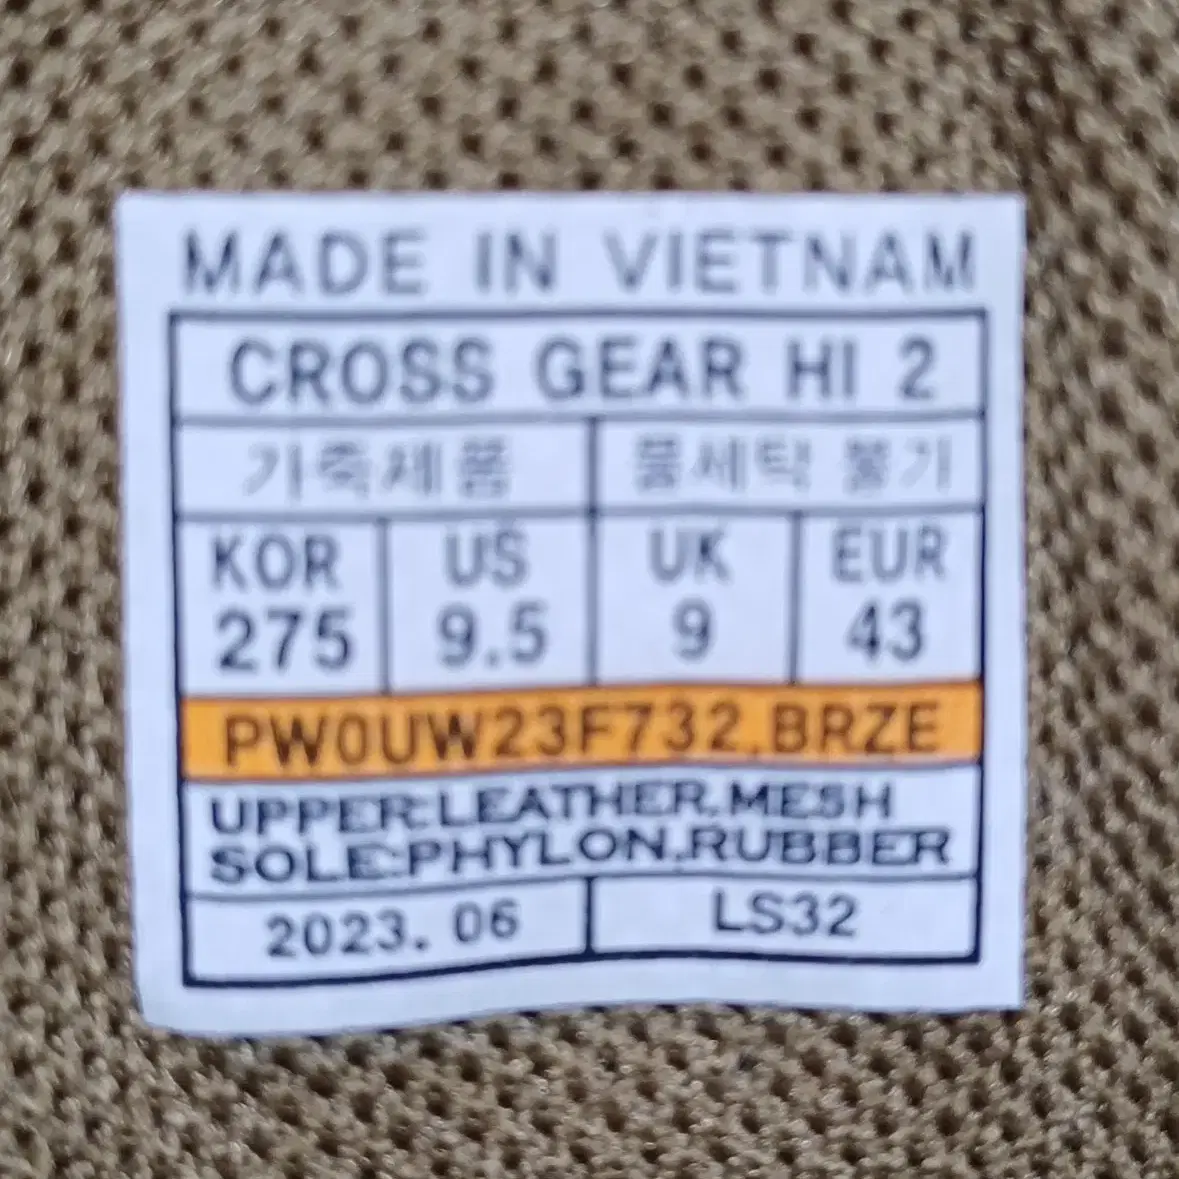 MADE IN VIETNAM
CROSS GEAR HI 2
가죽제품 물세탁 불가
KOR US UK EUR
275 9.5 9 43
PW0UW23F732,BRZE
UPPER:LEATHER,MESH
SOLE:PHYLON,RUBBER
2023. 06 LS32